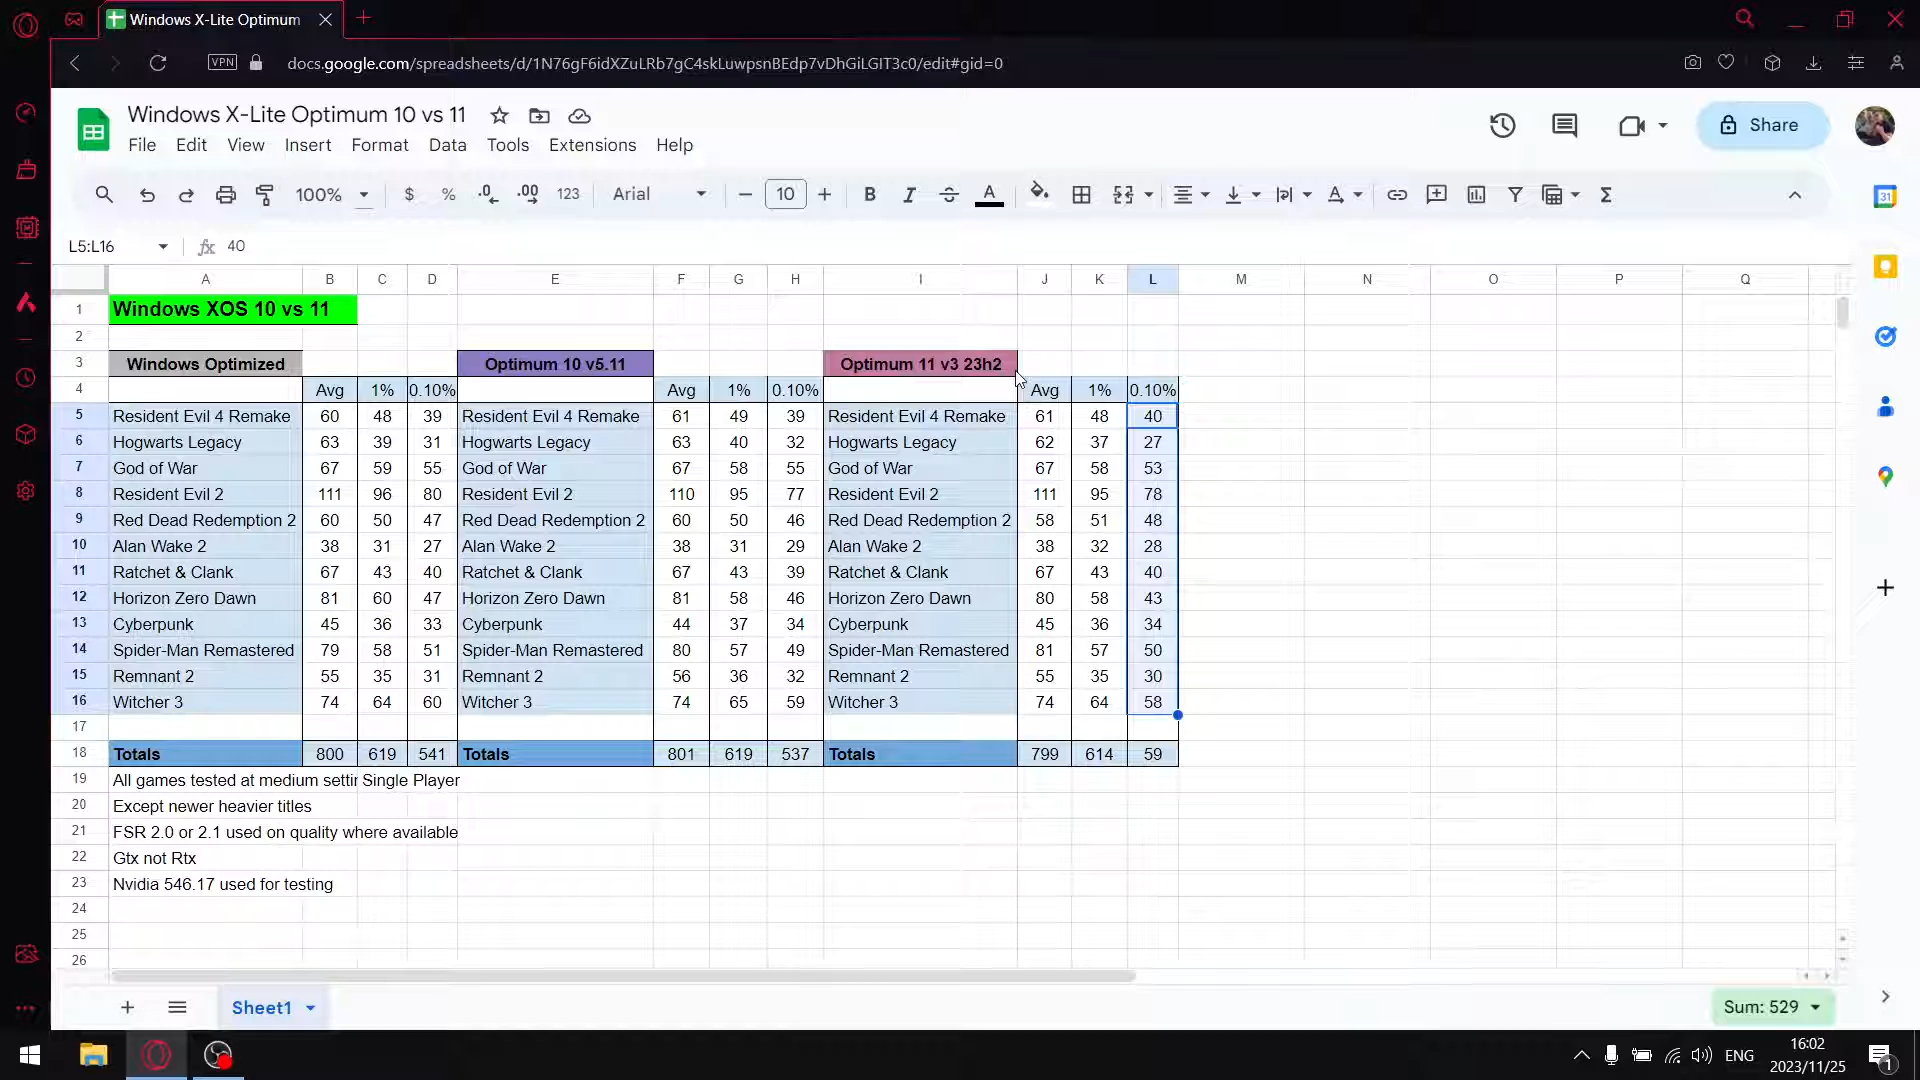 Windows X-Lite Optimum
VPN
docs.google.com/spreadsheets/d/1N76gF6idXZuLRb7gC4skLuwpsnBEdp7vDhGiLGIT3c0/edit#gid=0
Windows X-Lite Optimum 10 vs 11
Share
File Edit View Insert Format Data Tools Extensions Help
100% $ % .0 .00 123 Arial 10 B I S A
L5:L16 fx 40
A B C D E F G H I J K L M N O P Q
1 Windows XOS 10 vs 11
2
3 Windows Optimized Optimum 10 v5.11 Optimum 11 v3 23h2
4 Avg 1% 0.10% Avg 1% 0.10% Avg 1% 0.10%
5 Resident Evil 4 Remake 60 48 39 Resident Evil 4 Remake 61 49 39 Resident Evil 4 Remake 61 48 40
6 Hogwarts Legacy 63 39 31 Hogwarts Legacy 63 40 32 Hogwarts Legacy 62 37 27
7 God of War 67 59 55 God of War 67 58 55 God of War 67 58 53
8 Resident Evil 2 111 96 80 Resident Evil 2 110 95 77 Resident Evil 2 111 95 78
9 Red Dead Redemption 2 60 50 47 Red Dead Redemption 2 60 50 46 Red Dead Redemption 2 58 51 48
10 Alan Wake 2 38 31 27 Alan Wake 2 38 31 29 Alan Wake 2 38 32 28
11 Ratchet & Clank 67 43 40 Ratchet & Clank 67 43 39 Ratchet & Clank 67 43 40
12 Horizon Zero Dawn 81 60 47 Horizon Zero Dawn 81 58 46 Horizon Zero Dawn 80 58 43
13 Cyberpunk 45 36 33 Cyberpunk 44 37 34 Cyberpunk 45 36 34
14 Spider-Man Remastered 79 58 51 Spider-Man Remastered 80 57 49 Spider-Man Remastered 81 57 50
15 Remnant 2 55 35 31 Remnant 2 56 36 32 Remnant 2 55 35 30
16 Witcher 3 74 64 60 Witcher 3 74 65 59 Witcher 3 74 64 58
17
18 Totals 800 619 541 Totals 801 619 537 Totals 799 614 59
19 All games tested at medium settir Single Player
20 Except newer heavier titles
21 FSR 2.0 or 2.1 used on quality where available
22 Gtx not Rtx
23 Nvidia 546.17 used for testing
24
25
26
31
Sheet1 Sum: 529
ENG 16:02
2023/11/25
1